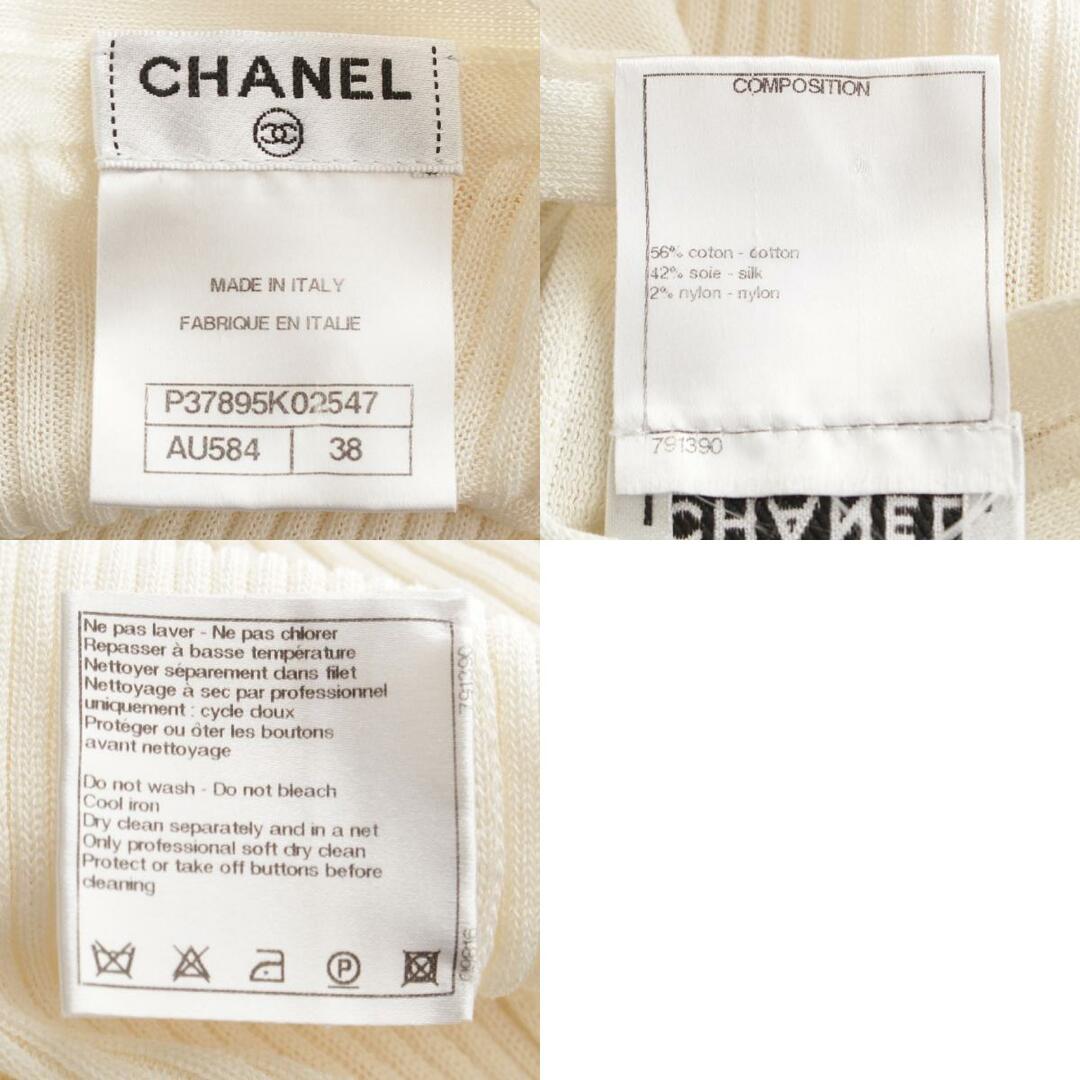 CHANEL
MADE IN ITALY
FABRIQUE EN ITALIE
P37895K02547
AU584 38
COMPOSITION
56% coton - cotton
42% soie - silk
2% nylon - nylon
791390
CHANEL
Ne pas laver - Ne pas chlorer
Repasser à basse température
Nettoyer séparement dans filet
Nettoyage à sec par professionnel
uniquement : cycle doux
Protéger ou ôter les boutons
avant nettoyage
Do not wash - Do not bleach
Cool iron
Dry clean separately and in a net
Only professional soft dry clean
Protect or take off buttons before
cleaning
P
791390